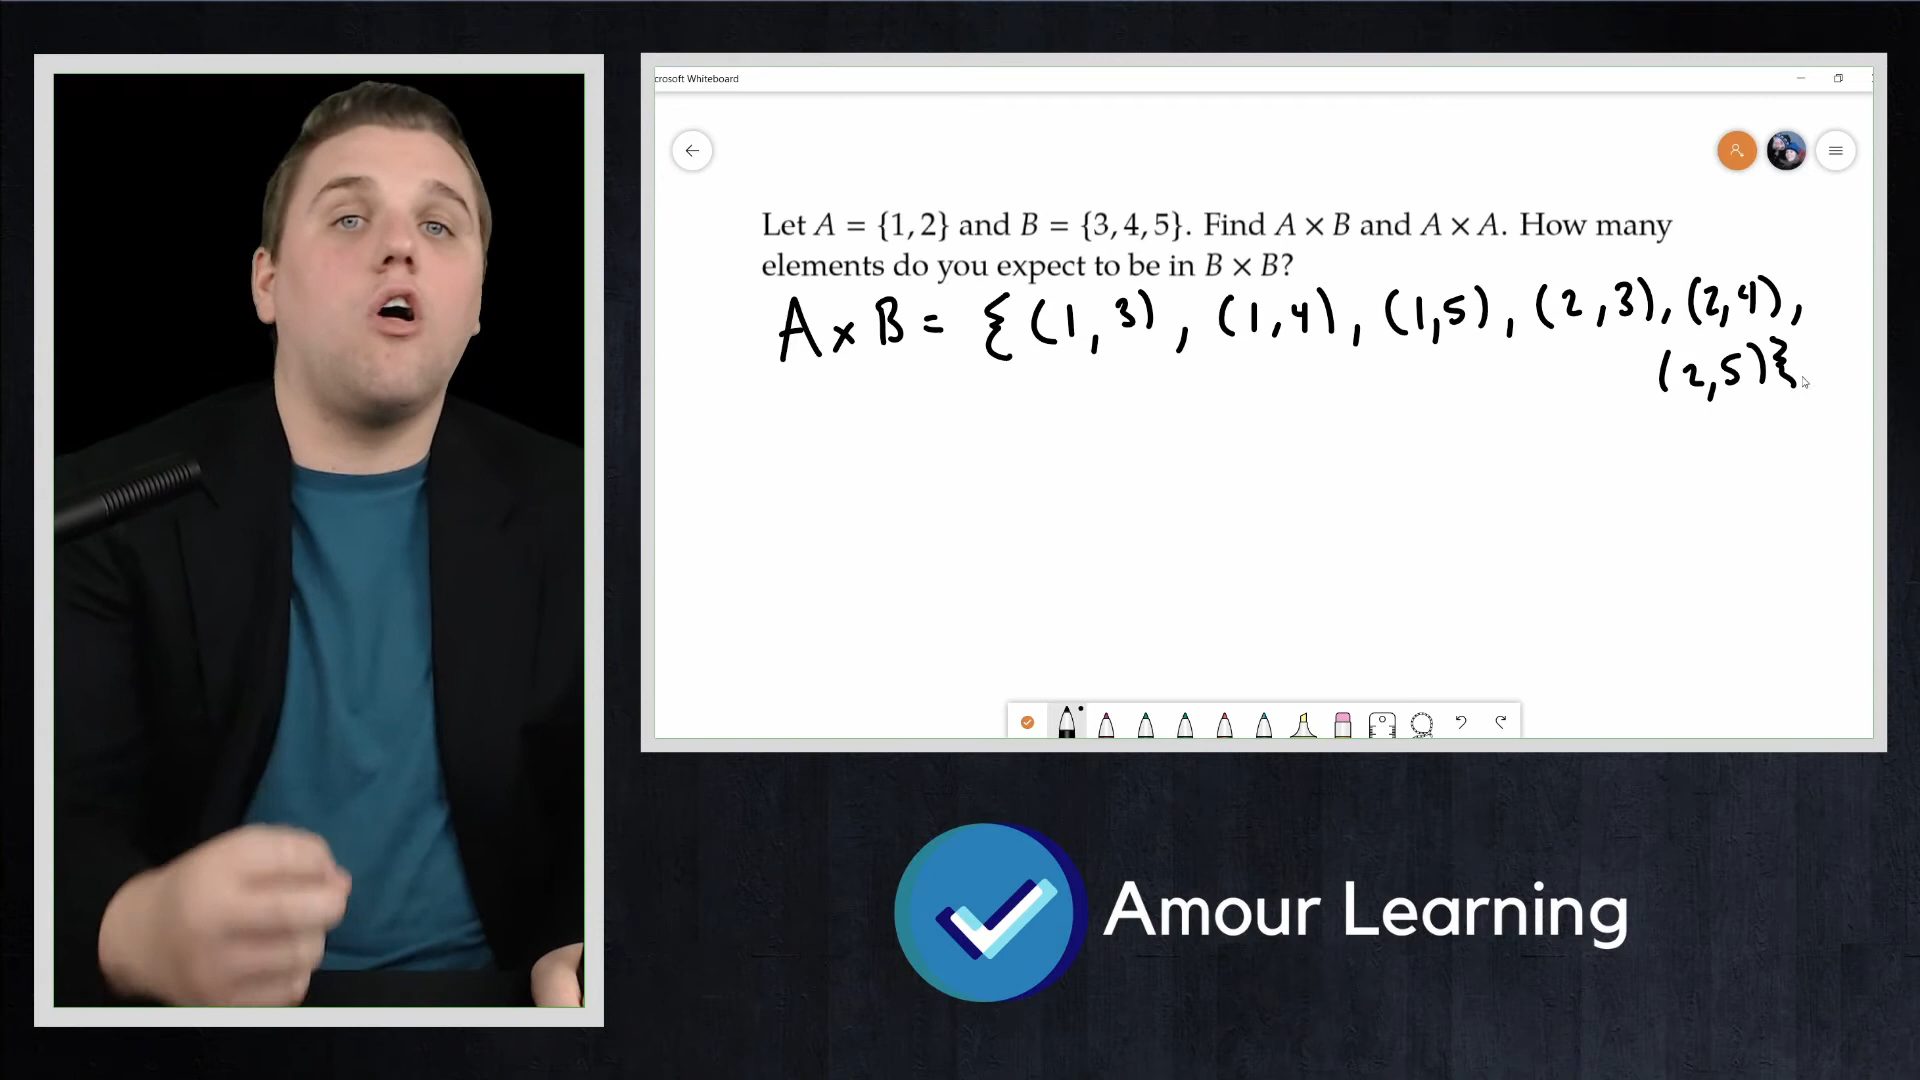 crosoft Whiteboard
Let A = {1, 2} and B = {3, 4, 5}. Find A × B and A × A. How many
elements do you expect to be in B × B?
A × B = { (1, 3) , (1,4) , (1,5) , (2,3), (2,4),
(2,5)}
Amour Learning